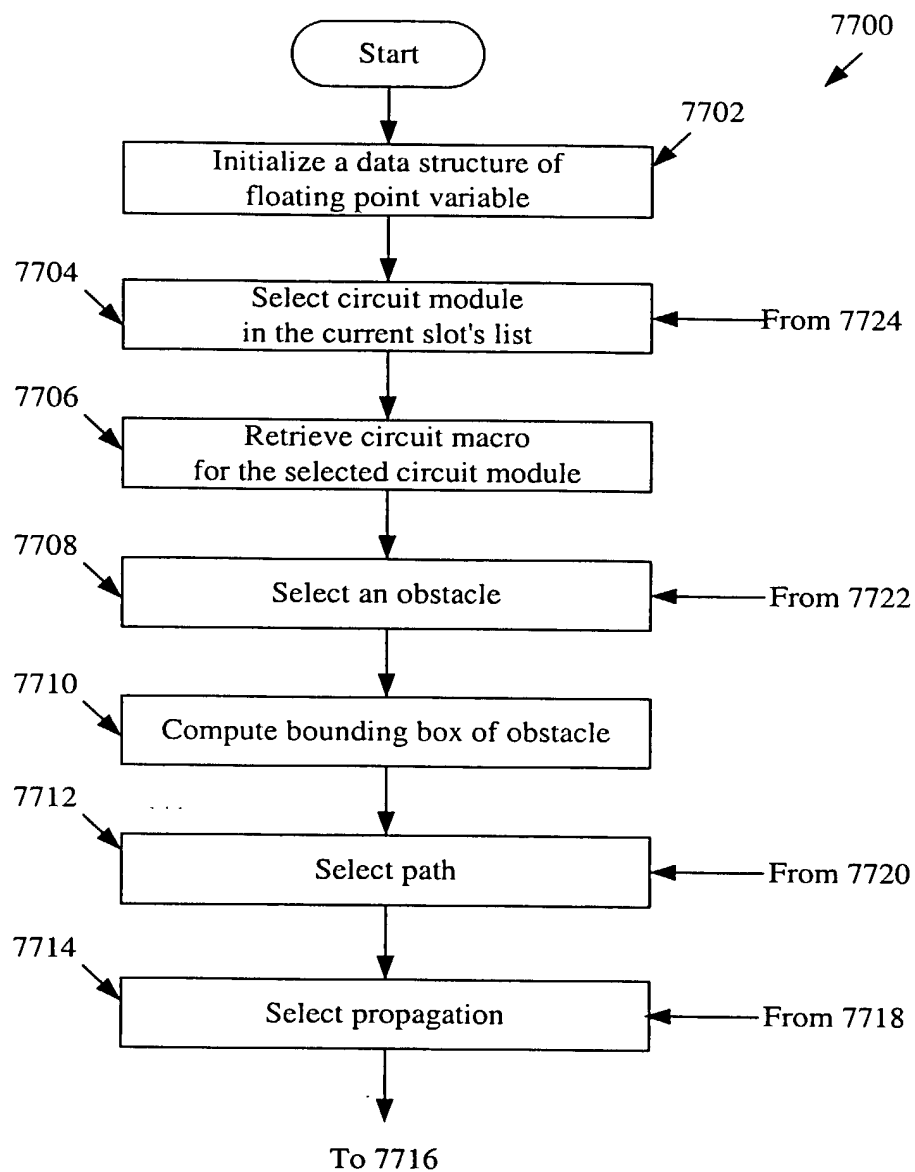 7700
Start
7702
Initialize a data structure of
floating point variable
7704
Select circuit module
in the current slot's list
From 7724
7706
Retrieve circuit macro
for the selected circuit module
7708
Select an obstacle
From 7722
7710
Compute bounding box of obstacle
7712
Select path
From 7720
7714
Select propagation
From 7718
To 7716